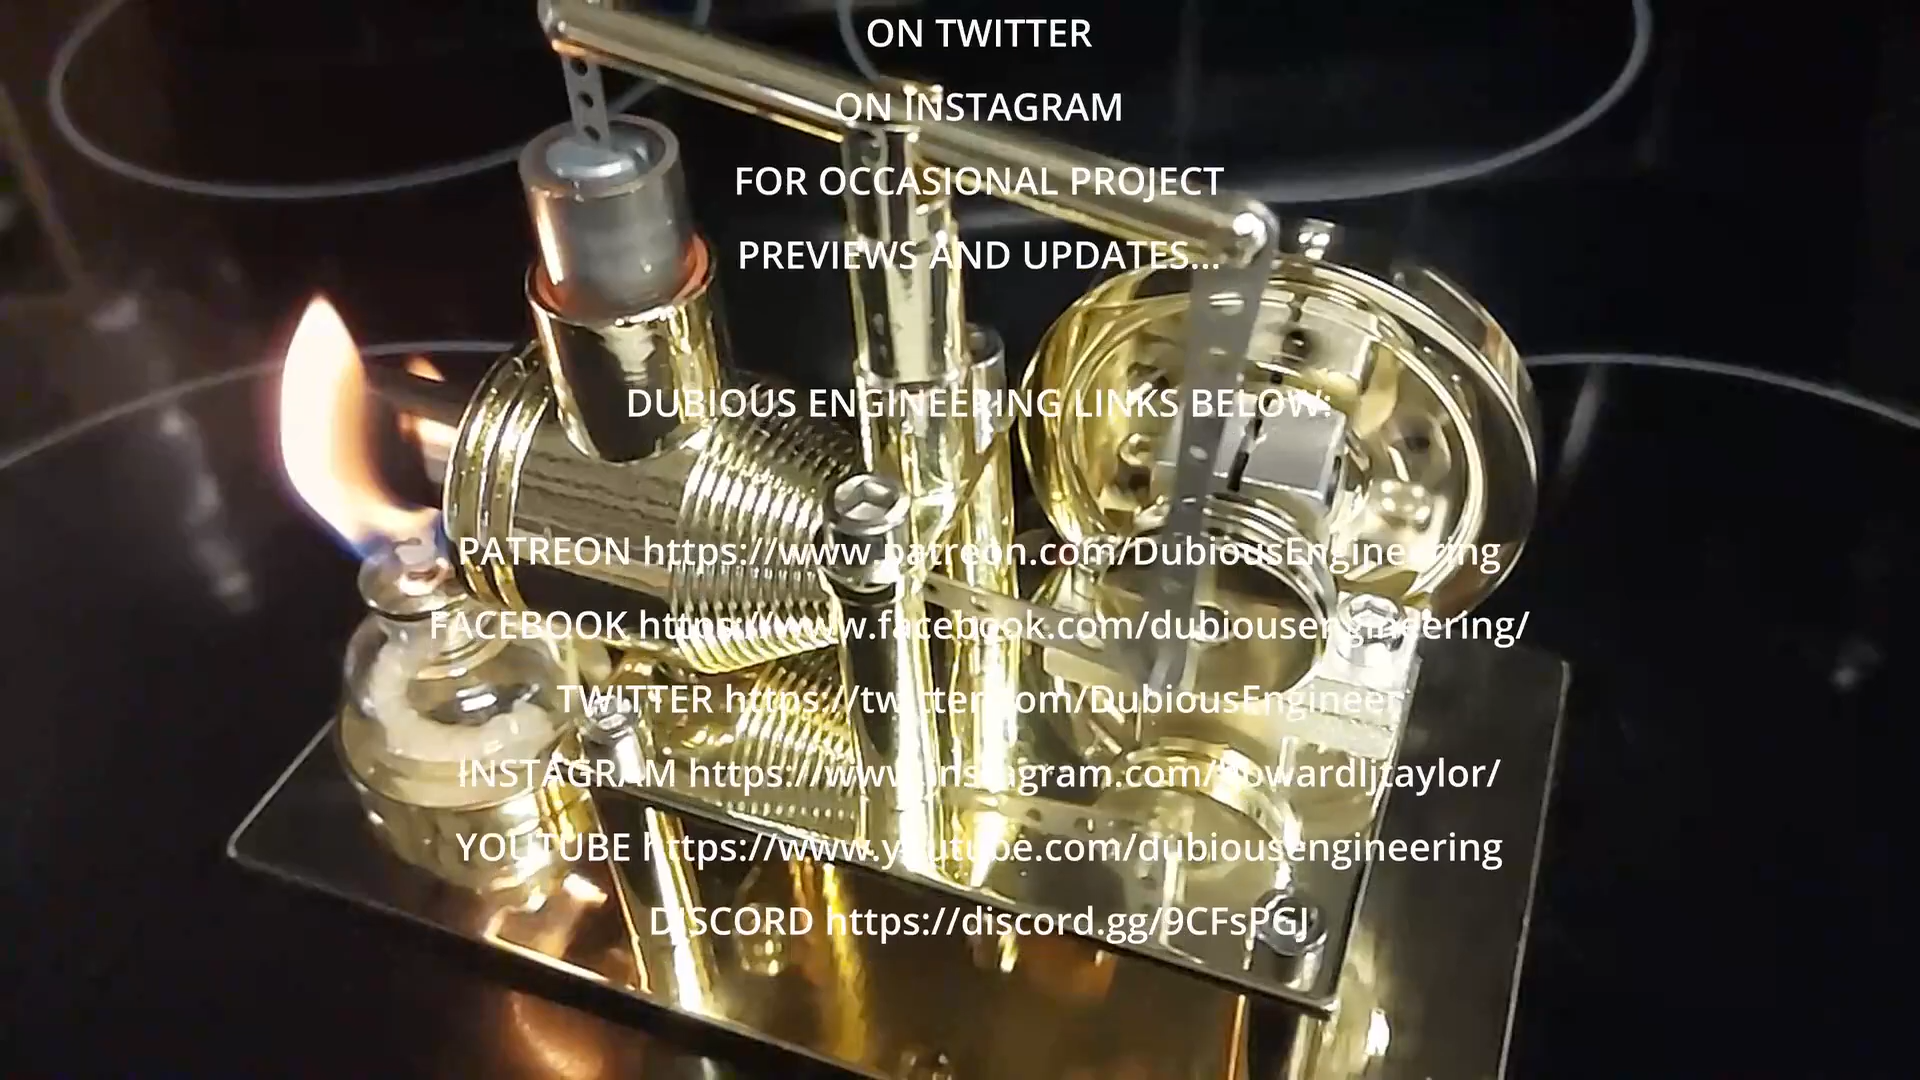 ON TWITTER
ON INSTAGRAM
FOR OCCASIONAL PROJECT
PREVIEWS AND UPDATES...
DUBIOUS ENGINEERING LINKS BELOW:
PATREON https://www.patreon.com/DubiousEngineering
FACEBOOK https://www.facebook.com/dubiousengineering/
TWITTER https://twitter.com/DubiousEngineer
INSTAGRAM https://www.instagram.com/howardljtaylor/
YOUTUBE https://www.youtube.com/dubiousengineering
DISCORD https://discord.gg/9CFsPGJ